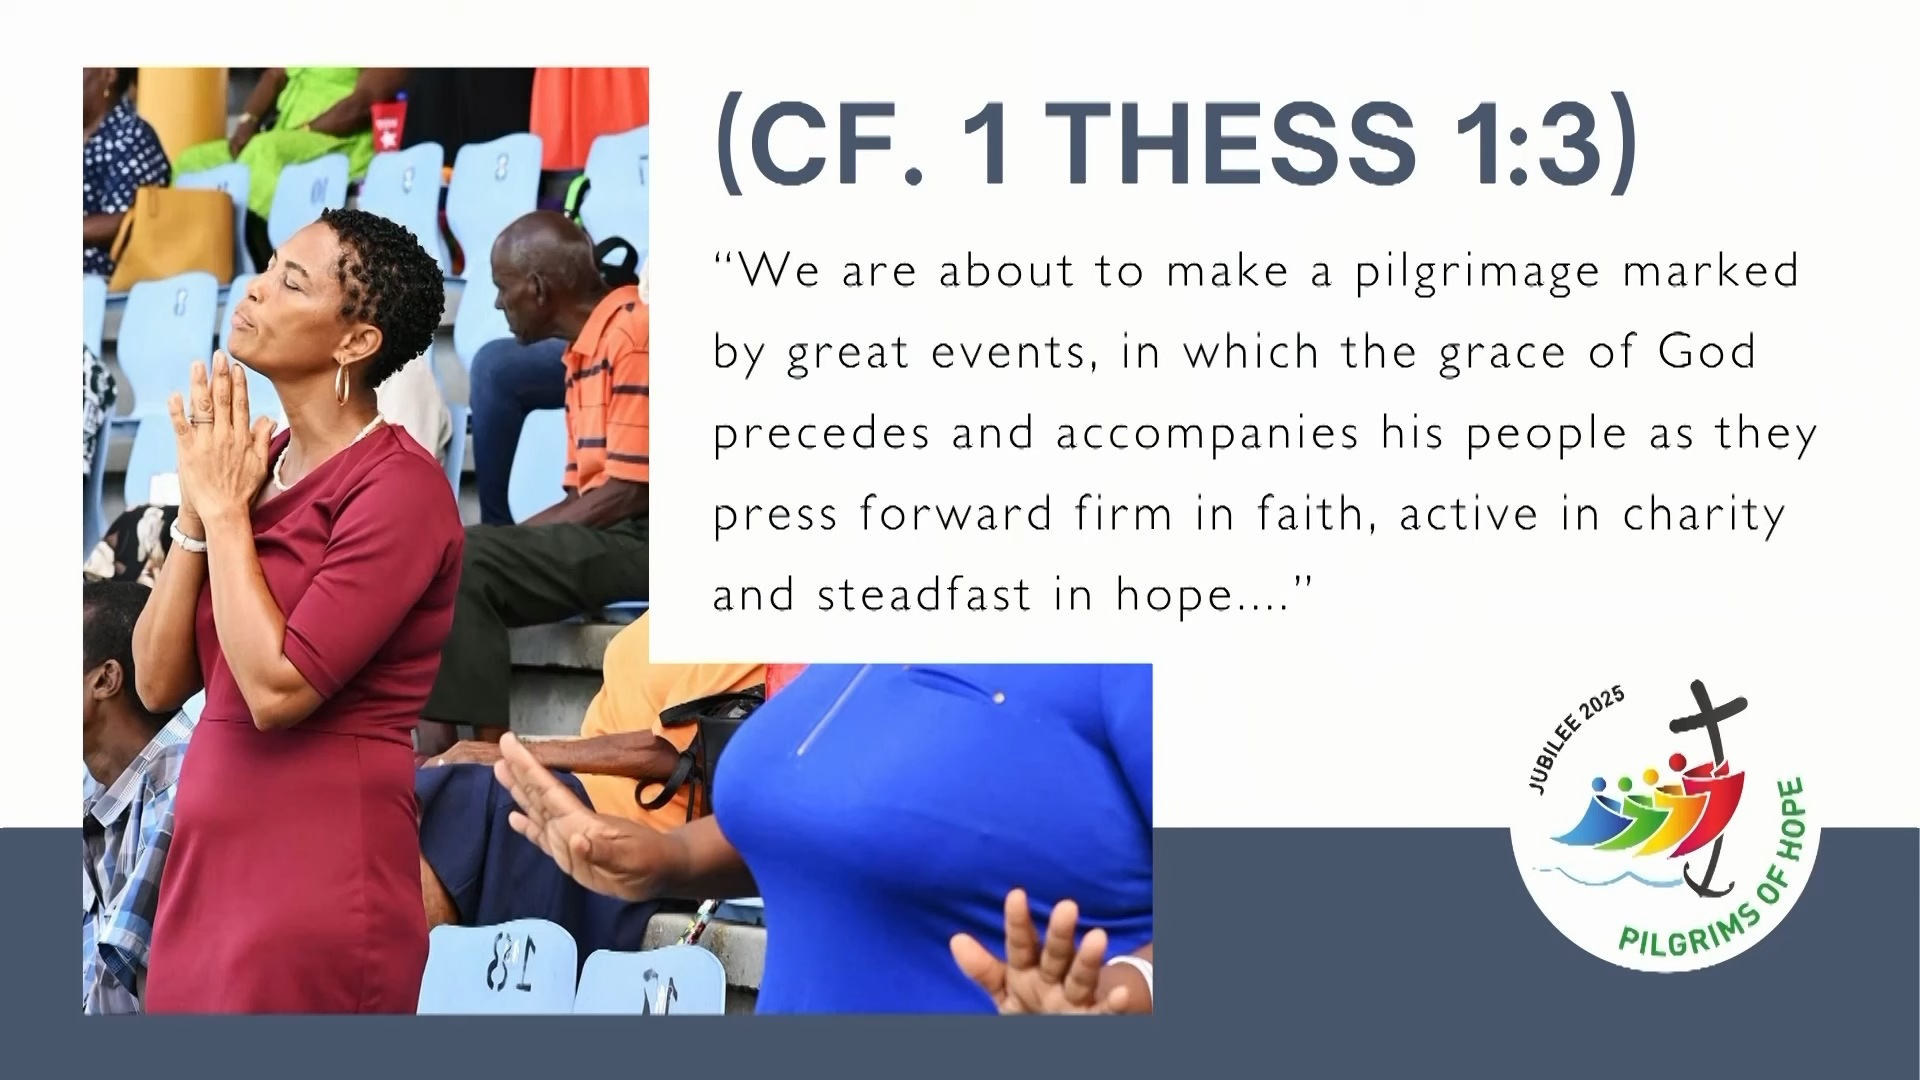 (CF. 1 THESS 1:3)
“We are about to make a pilgrimage marked
by great events, in which the grace of God
precedes and accompanies his people as they
press forward firm in faith, active in charity
and steadfast in hope....”
JUBILEE 2025
PILGRIMS OF HOPE
18